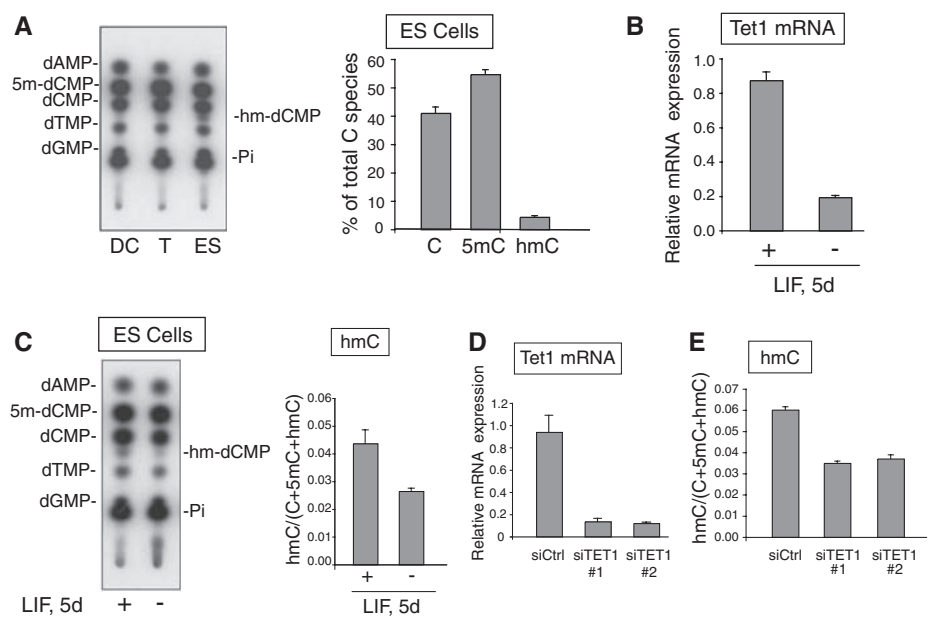 A
dAMP-
5m-dCMP-
dCMP-
dTMP-
dGMP-
-hm-dCMP
-Pi
DC T ES
ES Cells
% of total C species
60
50
40
30
20
10
0
C 5mC hmC
B
Tet1 mRNA
Relative mRNA expression
1.0
0.8
0.6
0.4
0.2
0.0
+ -
LIF, 5d
C
ES Cells
dAMP-
5m-dCMP-
dCMP-
dTMP-
dGMP-
-hm-dCMP
-Pi
LIF, 5d + -
hmC
hmC/(C+5mC+hmC)
0.06
0.05
0.04
0.03
0.02
0.01
0.00
+ -
LIF, 5d
D
Tet1 mRNA
Relative mRNA expression
1.2
1.0
0.8
0.6
0.4
0.2
0
siCtrl siTET1 siTET1
#1 #2
E
hmC
hmC/(C+5mC+hmC)
0.07
0.06
0.05
0.04
0.03
0.02
0.01
0.00
siCtrl siTET1 siTET1
#1 #2